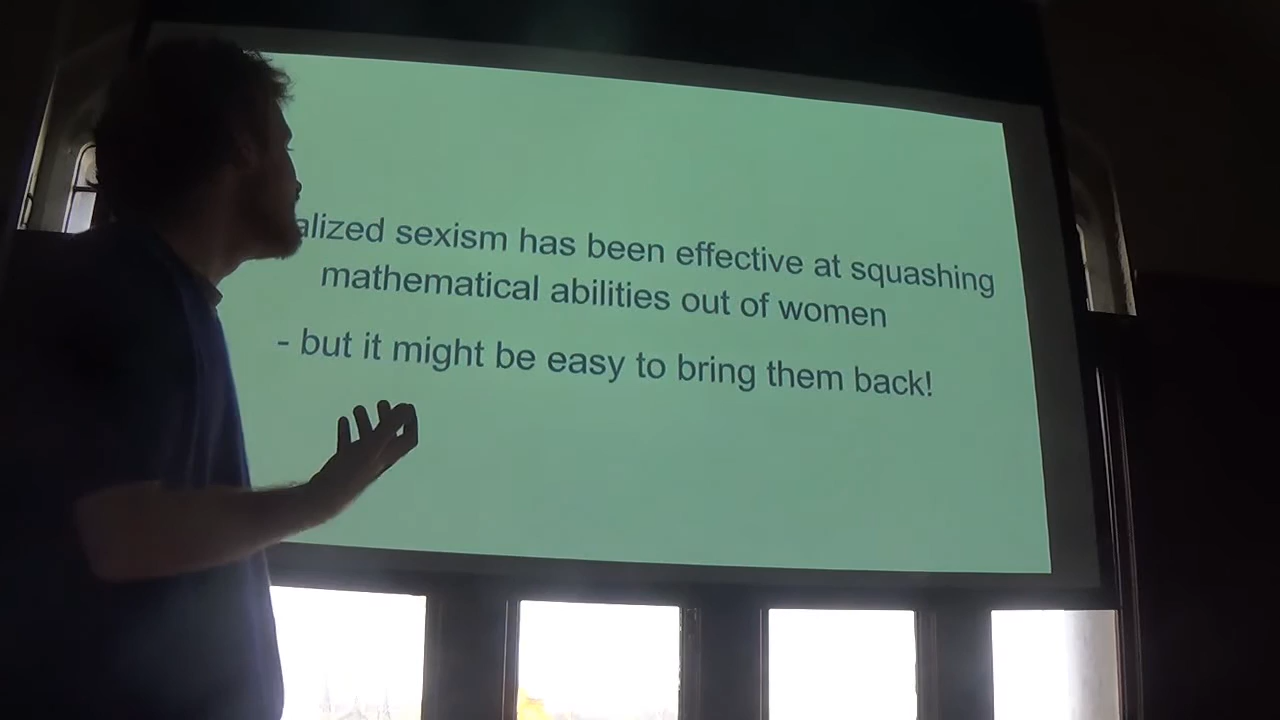 alized sexism has been effective at squashing
mathematical abilities out of women
- but it might be easy to bring them back!